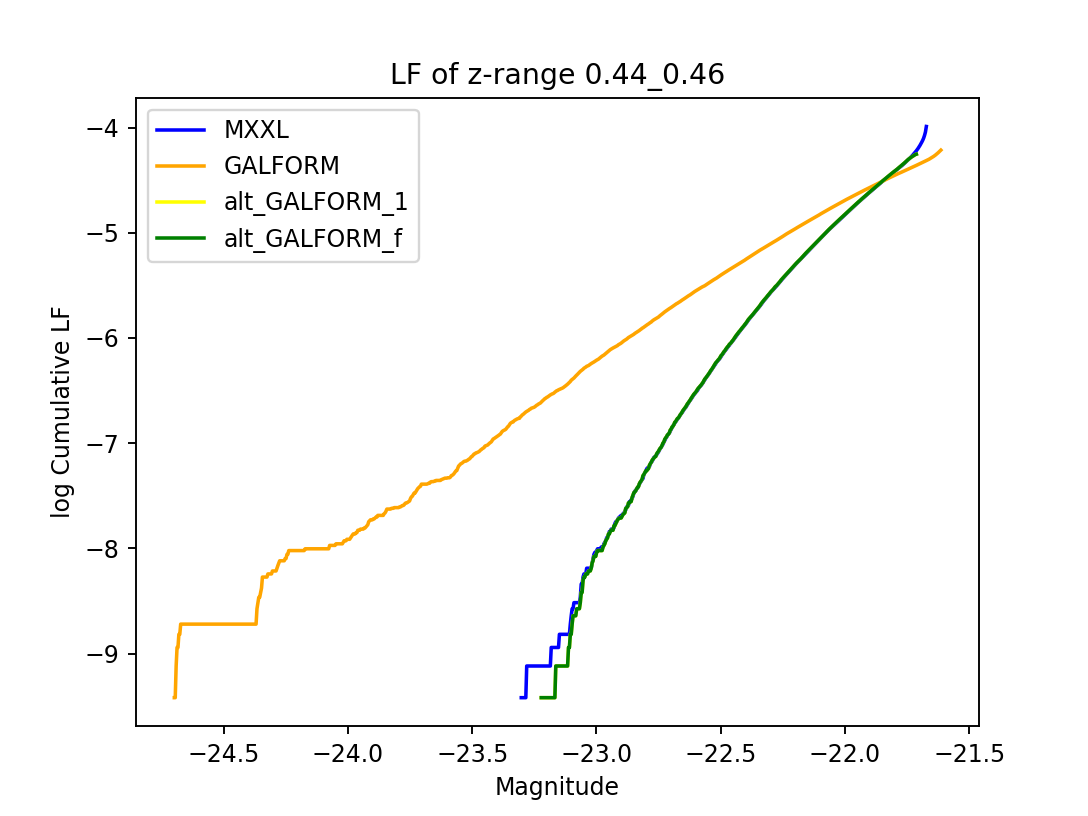 LF of z-range 0.44_0.46
MXXL
GALFORM
alt_GALFORM_1
alt_GALFORM_f
log Cumulative LF
−4
−5
−6
−7
−8
−9
−24.5 −24.0 −23.5 −23.0 −22.5 −22.0 −21.5
Magnitude